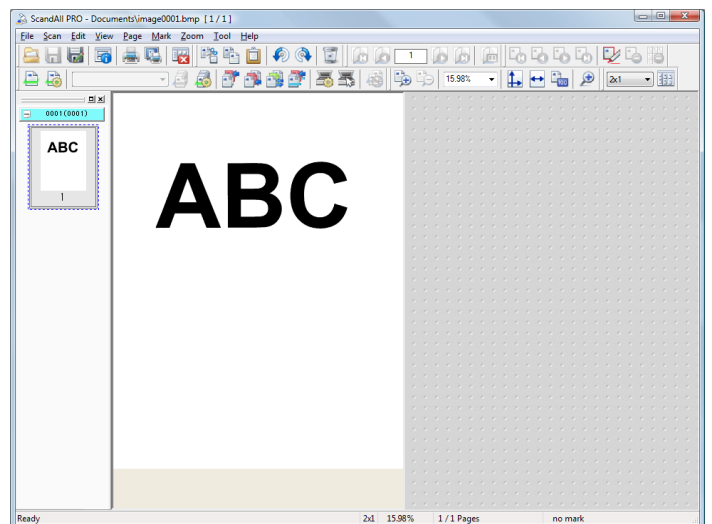 ScandAll PRO - Documents\image0001.bmp [ 1 / 1 ]
File Scan Edit View Page Mark Zoom Tool Help
1
15.98% 2x1
0001(0001)
ABC
1
ABC
Ready 2x1 15.98% 1 / 1 Pages no mark